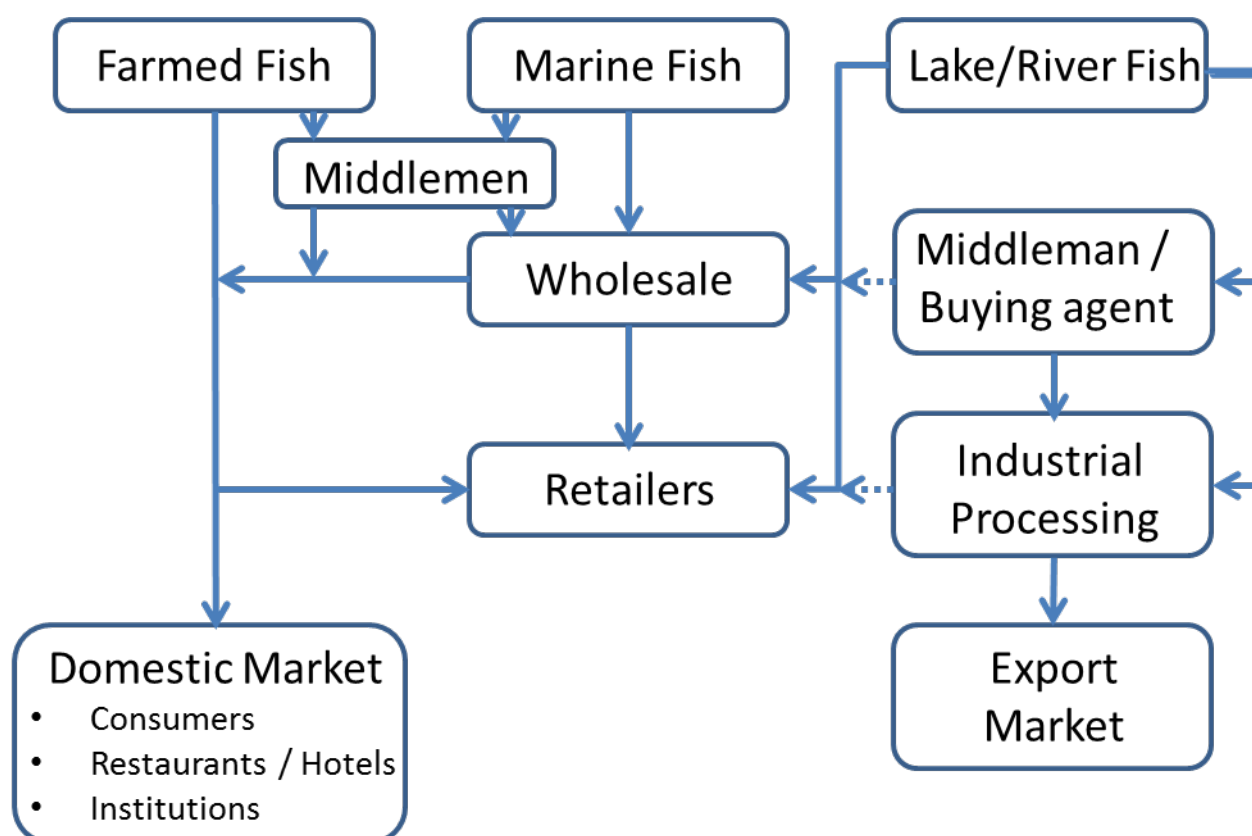 Farmed Fish
Marine Fish
Lake/River Fish
Middlemen
Wholesale
Middleman /
Buying agent
Retailers
Industrial
Processing
Domestic Market
• Consumers
• Restaurants / Hotels
• Institutions
Export
Market